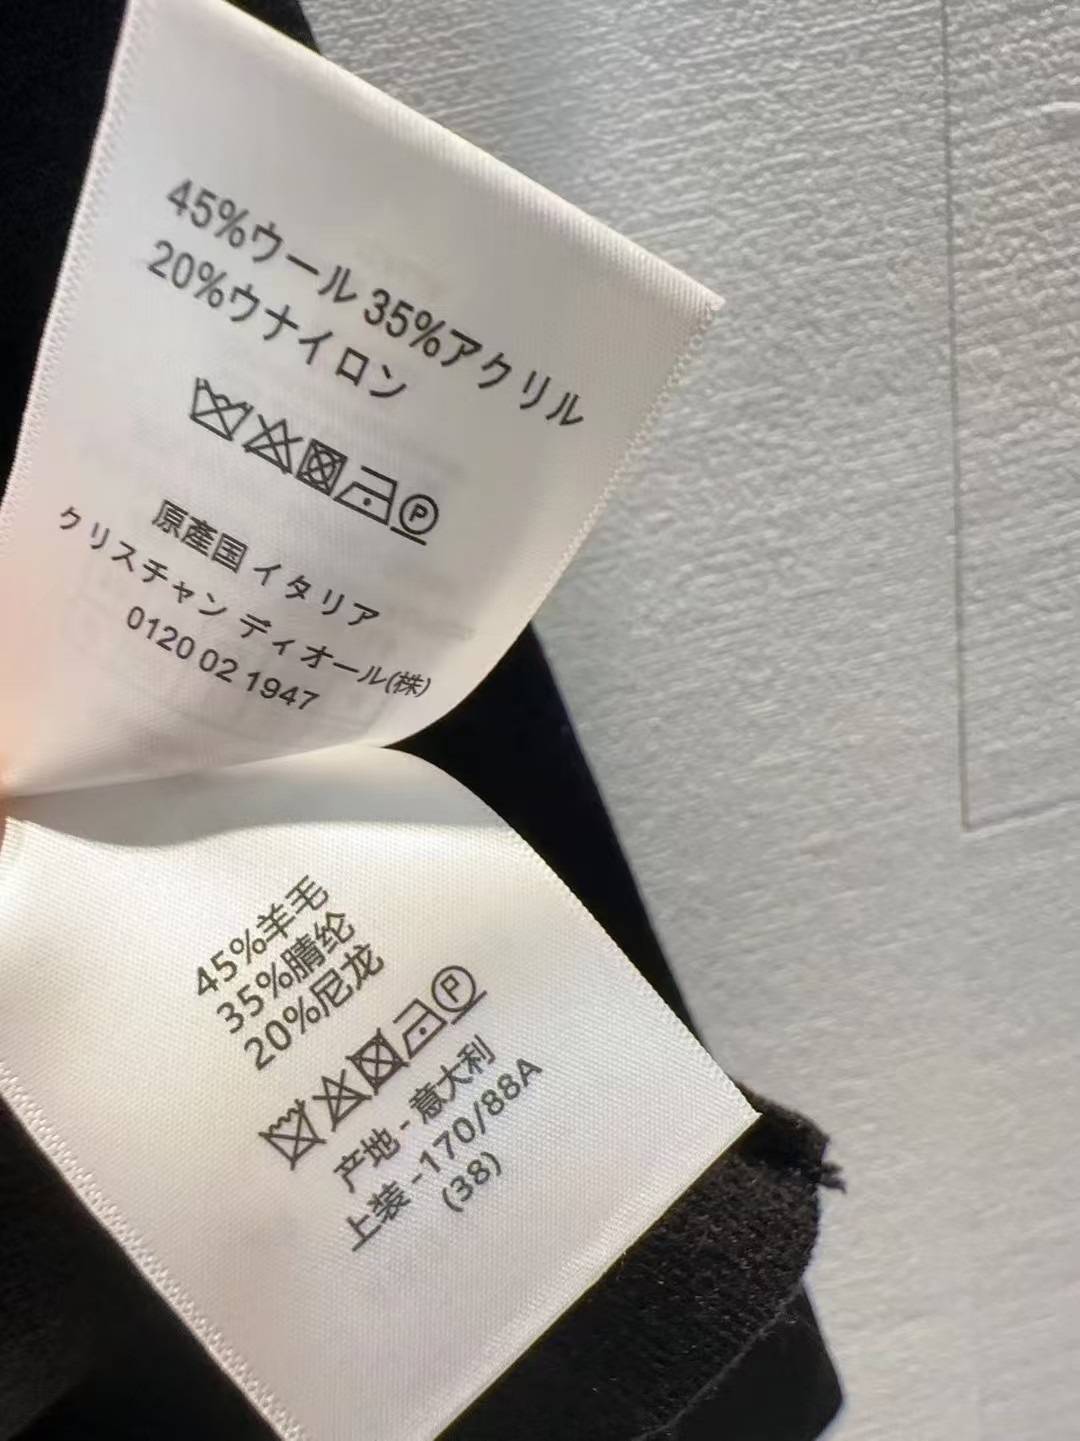 45%ウール 35%アクリル
20%ウナイロン
P
原產国 イタリア
クリスチャン ディオール(株)
0120 02 1947
45%羊毛
35%腈纶
20%尼龙
P
产地 - 意大利
上装 -170/88A
(38)